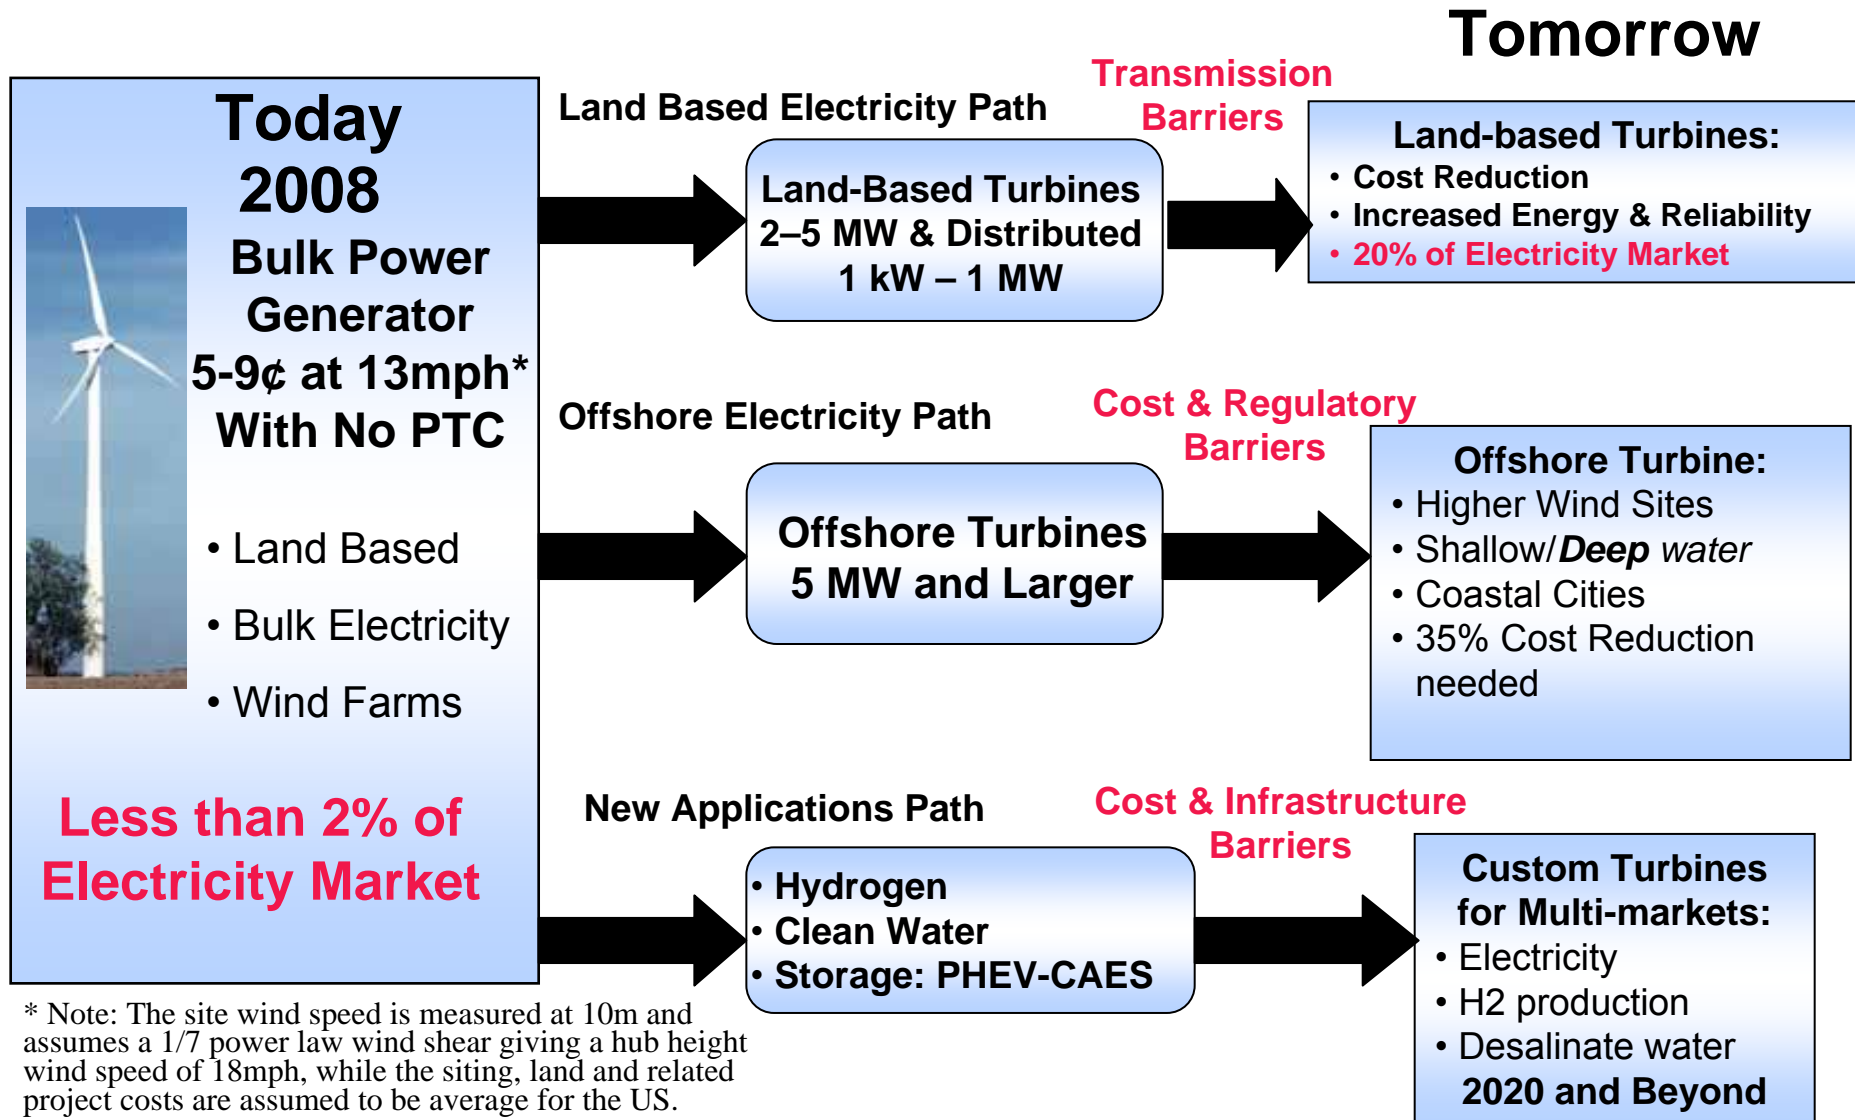 Tomorrow
Today
2008
Bulk Power
Generator
5-9¢ at 13mph*
With No PTC
• Land Based
• Bulk Electricity
• Wind Farms
Less than 2% of
Electricity Market
Land Based Electricity Path
Land-Based Turbines
2–5 MW & Distributed
1 kW – 1 MW
Transmission
Barriers
Land-based Turbines:
• Cost Reduction
• Increased Energy & Reliability
• 20% of Electricity Market
Offshore Electricity Path
Offshore Turbines
5 MW and Larger
Cost & Regulatory
Barriers
Offshore Turbine:
• Higher Wind Sites
• Shallow/Deep water
• Coastal Cities
• 35% Cost Reduction
needed
New Applications Path
• Hydrogen
• Clean Water
• Storage: PHEV-CAES
Cost & Infrastructure
Barriers
Custom Turbines
for Multi-markets:
• Electricity
• H2 production
• Desalinate water
2020 and Beyond
* Note: The site wind speed is measured at 10m and
assumes a 1/7 power law wind shear giving a hub height
wind speed of 18mph, while the siting, land and related
project costs are assumed to be average for the US.